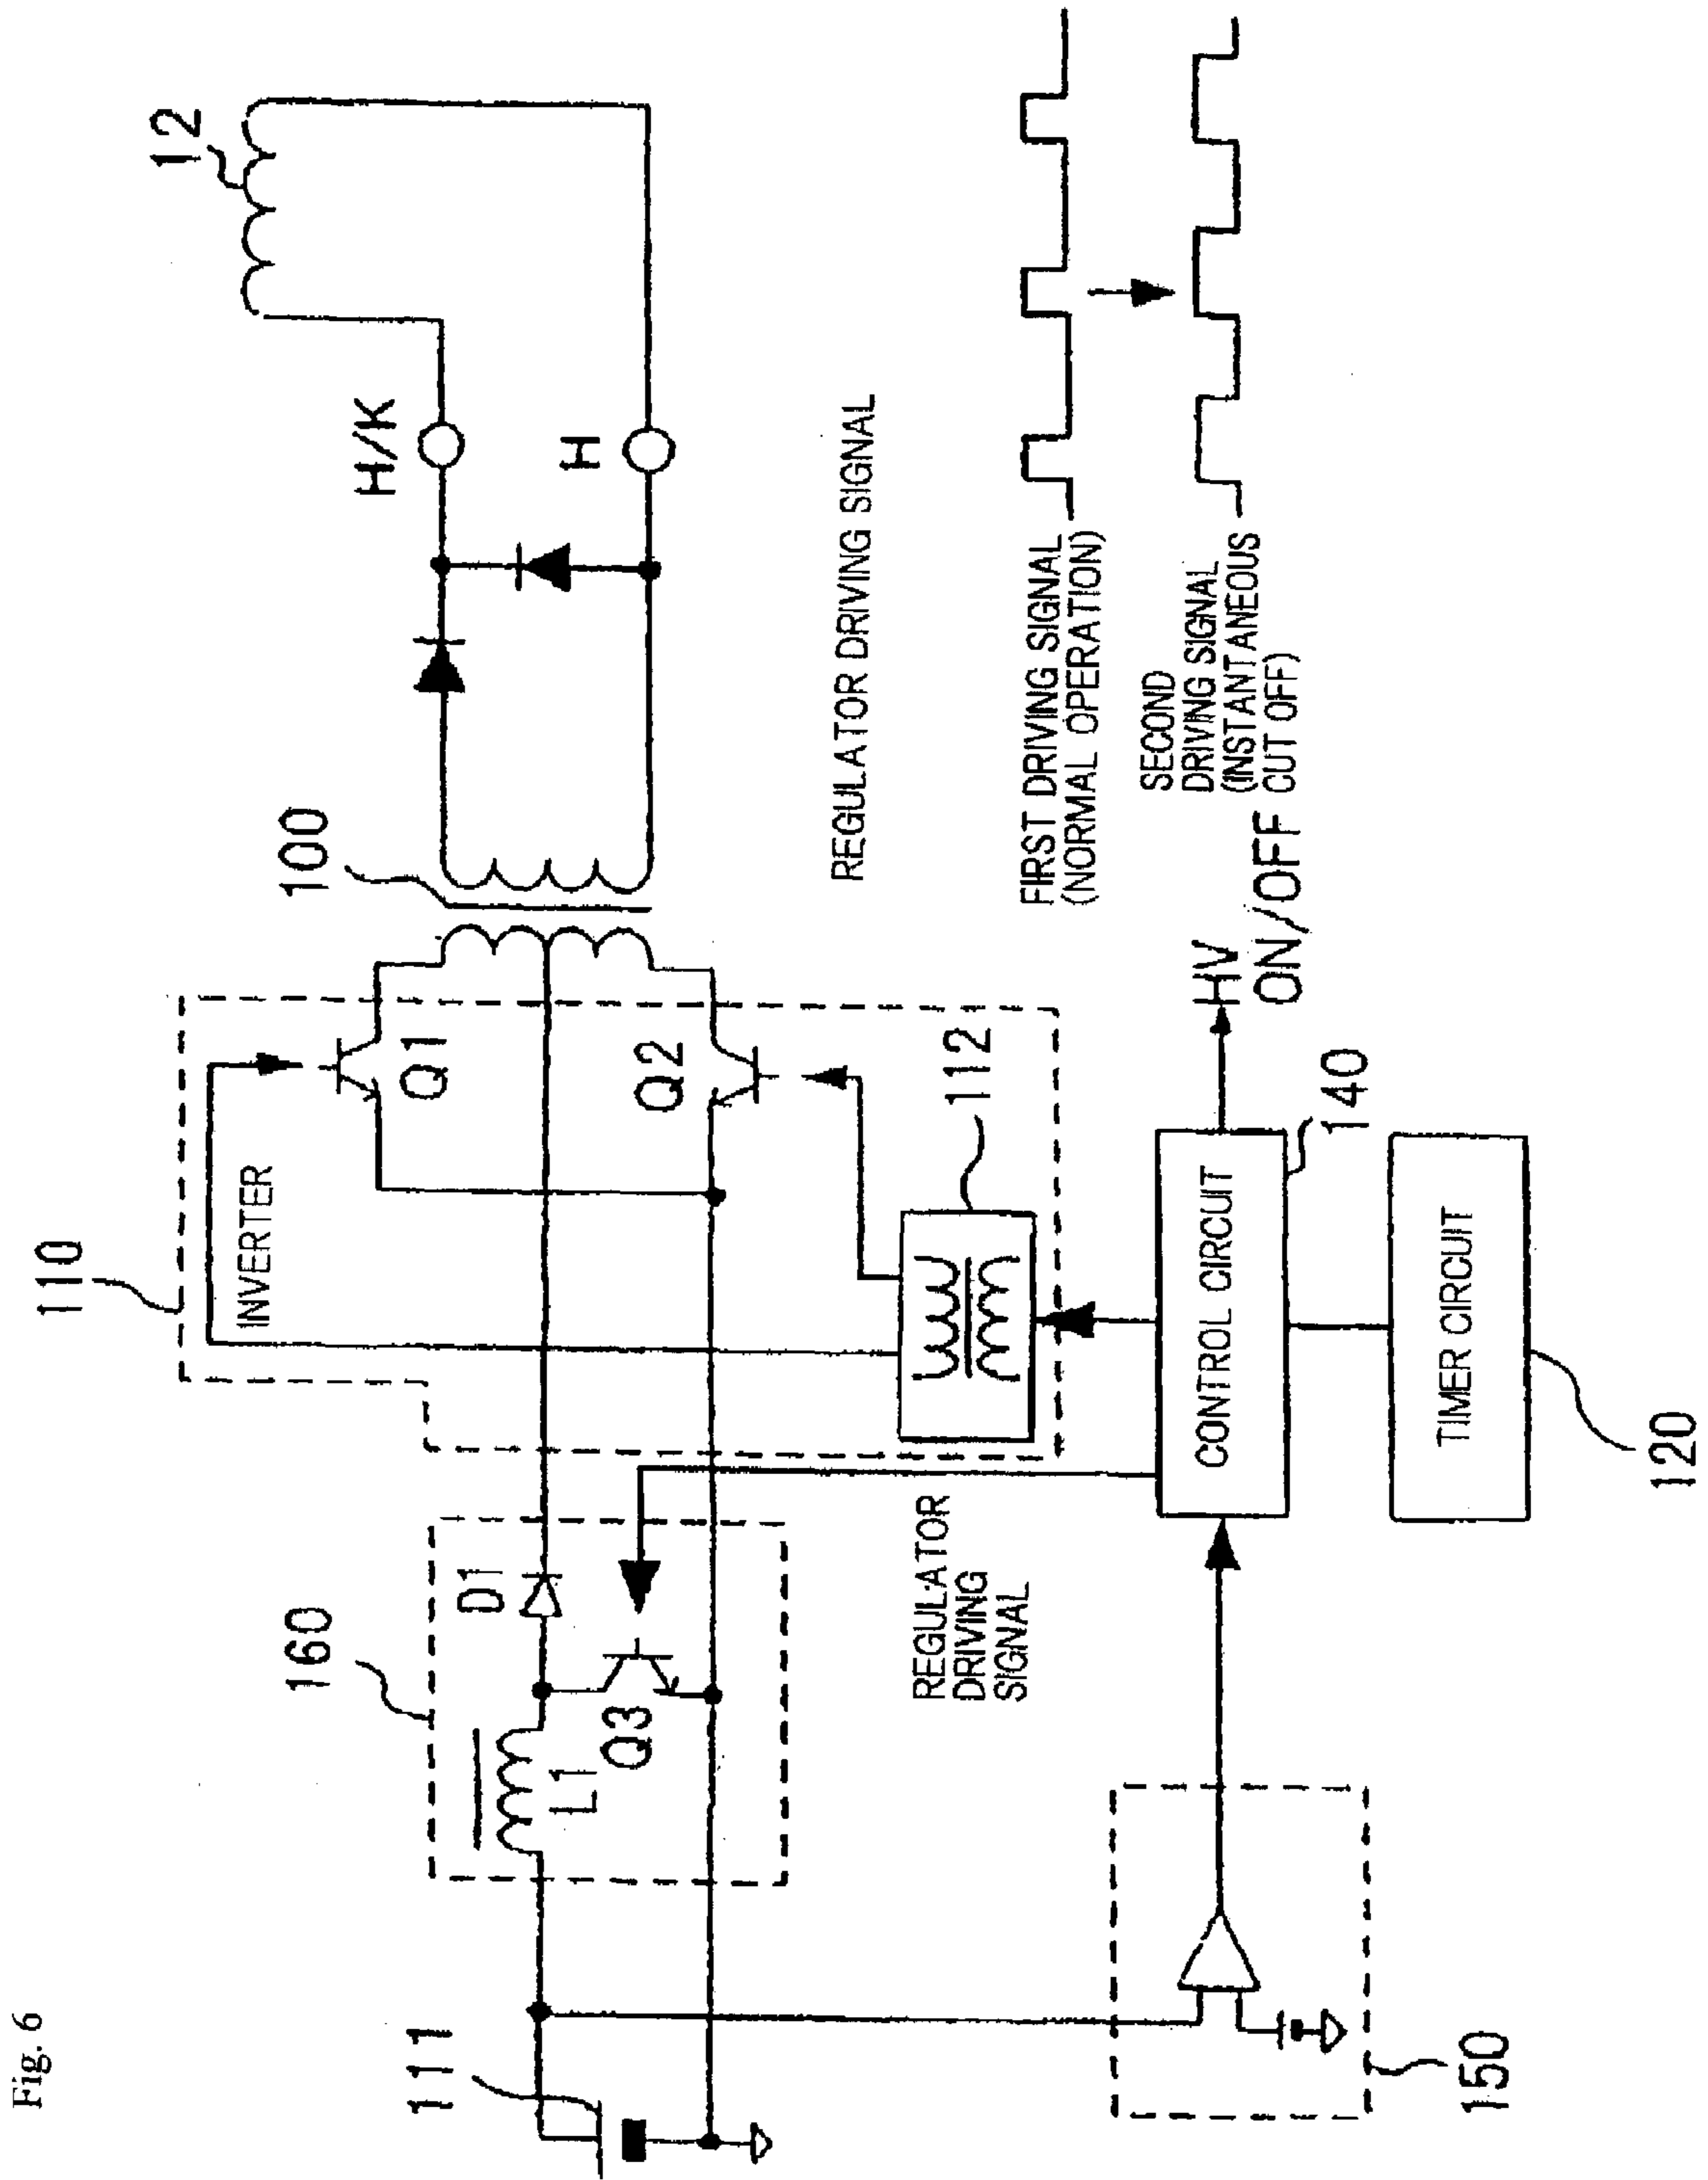 Fig. 6
110
100
12
160
INVERTER
H/K
111
D1
Q1
L1
Q3
Q2
H
REGULATOR DRIVING SIGNAL
112
REGULATOR
DRIVING
SIGNAL
FIRST DRIVING SIGNAL
(NORMAL OPERATION)
CONTROL CIRCUIT
HV
ON/OFF
SECOND
DRIVING SIGNAL
(INSTANTANEOUS
CUT OFF)
140
TIMER CIRCUIT
150
120